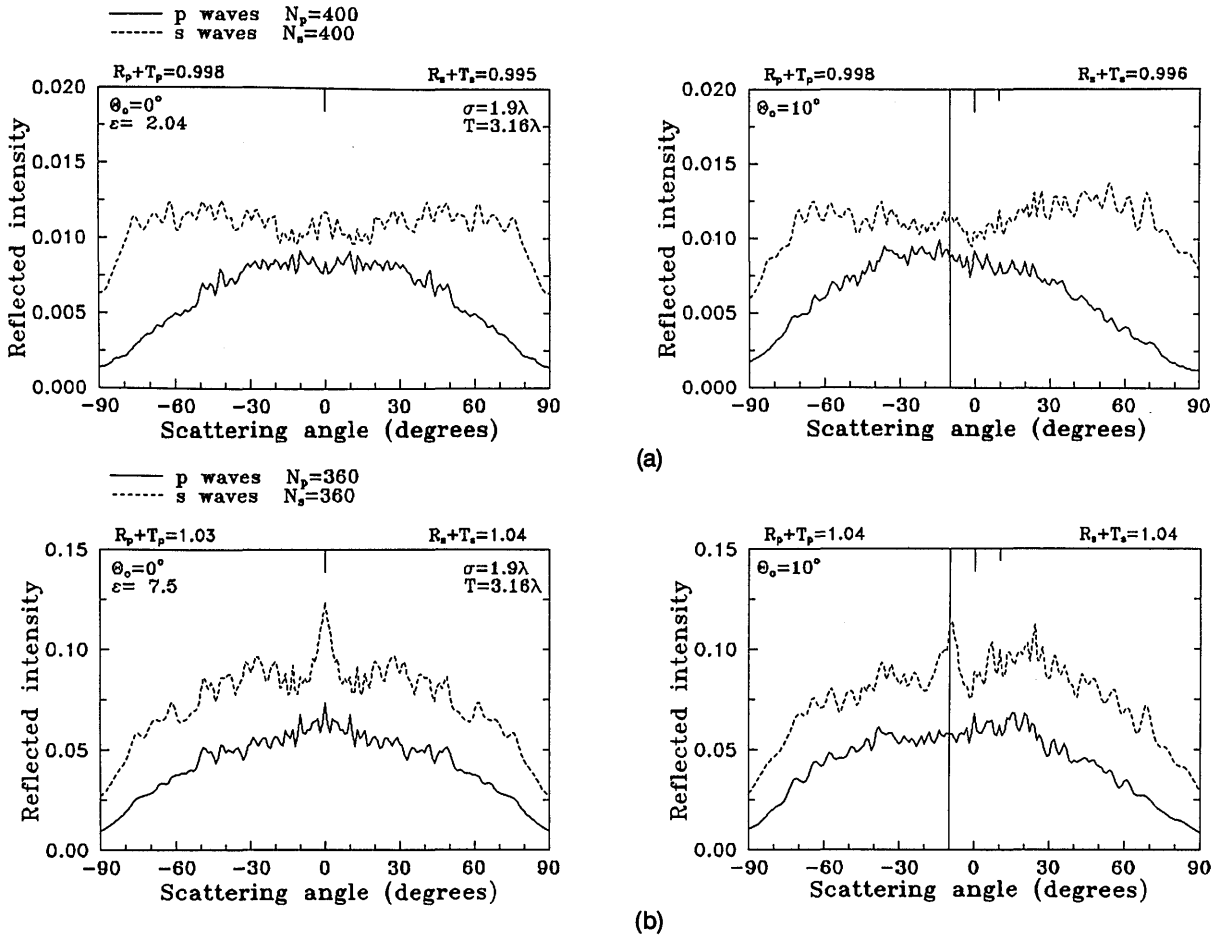 p waves N_p=400
s waves N_s=400
R_p+T_p=0.998
R_s+T_s=0.995
Θ_o=0°
ε= 2.04
σ=1.9λ
T=3.16λ
0.020
0.015
0.010
0.005
0.000
Reflected intensity
-90 -60 -30 0 30 60 90
Scattering angle (degrees)
R_p+T_p=0.998
R_s+T_s=0.996
Θ_o=10°
0.020
0.015
0.010
0.005
0.000
Reflected intensity
-90 -60 -30 0 30 60 90
Scattering angle (degrees)
(a)
p waves N_p=360
s waves N_s=360
R_p+T_p=1.03
R_s+T_s=1.04
Θ_o=0°
ε= 7.5
σ=1.9λ
T=3.16λ
0.15
0.10
0.05
0.00
Reflected intensity
-90 -60 -30 0 30 60 90
Scattering angle (degrees)
R_p+T_p=1.04
R_s+T_s=1.04
Θ_o=10°
0.15
0.10
0.05
0.00
Reflected intensity
-90 -60 -30 0 30 60 90
Scattering angle (degrees)
(b)